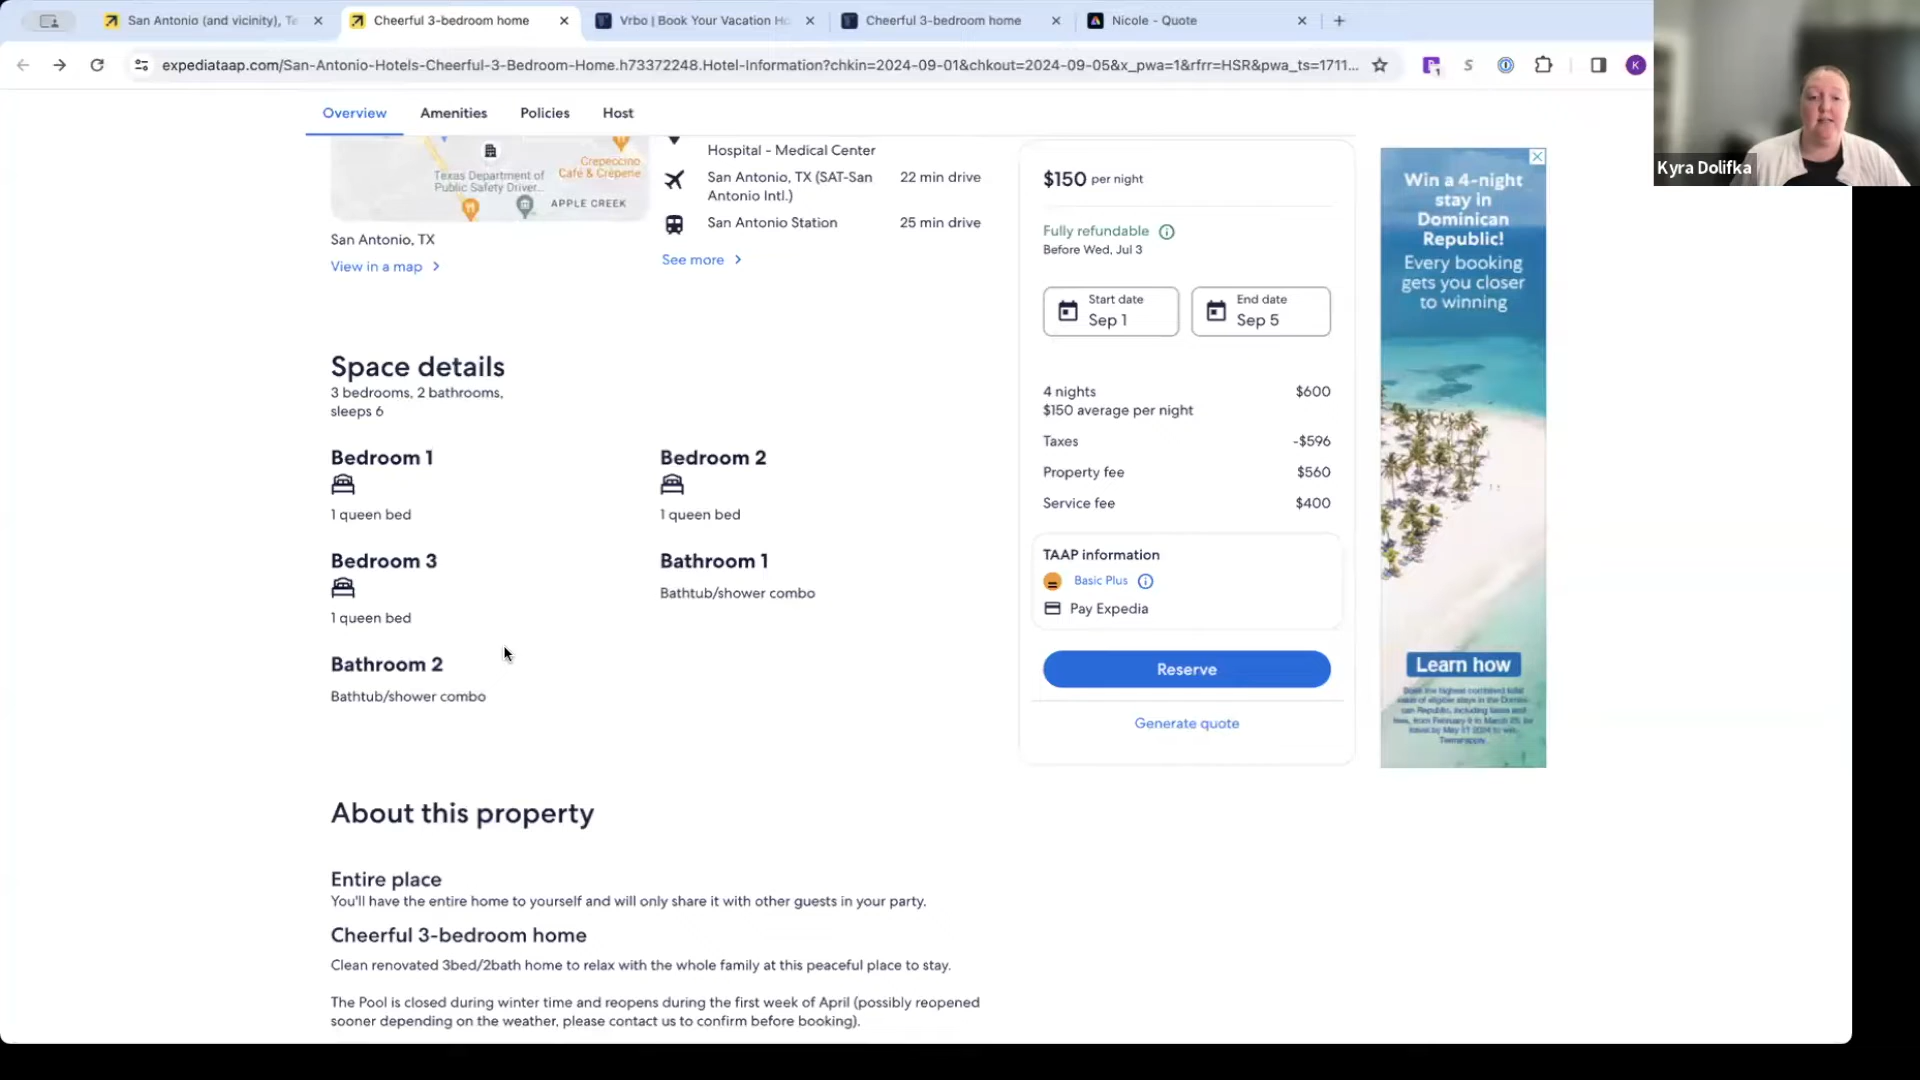 San Antonio (and vicinity), Te
Cheerful 3-bedroom home
Vrbo | Book Your Vacation Ho
Cheerful 3-bedroom home
Nicole - Quote
expediataap.com/San-Antonio-Hotels-Cheerful-3-Bedroom-Home.h73372248.Hotel-Information?chkin=2024-09-01&chkout=2024-09-05&x_pwa=1&rfrr=HSR&pwa_ts=1711...
K
Kyra Dolifka
Overview
Amenities
Policies
Host
Crepeccino
Café & Creperie
Texas Department of
Public Safety Driver...
APPLE CREEK
San Antonio, TX
View in a map
Hospital - Medical Center
San Antonio, TX (SAT-San
Antonio Intl.)
22 min drive
San Antonio Station
25 min drive
See more
Space details
3 bedrooms, 2 bathrooms,
sleeps 6
Bedroom 1
1 queen bed
Bedroom 2
1 queen bed
Bedroom 3
1 queen bed
Bathroom 1
Bathtub/shower combo
Bathroom 2
Bathtub/shower combo
About this property
Entire place
You'll have the entire home to yourself and will only share it with other guests in your party.
Cheerful 3-bedroom home
Clean renovated 3bed/2bath home to relax with the whole family at this peaceful place to stay.
The Pool is closed during winter time and reopens during the first week of April (possibly reopened
sooner depending on the weather, please contact us to confirm before booking).
$150 per night
Fully refundable
Before Wed, Jul 3
Start date
Sep 1
End date
Sep 5
4 nights
$600
$150 average per night
Taxes
-$596
Property fee
$560
Service fee
$400
TAAP information
Basic Plus
Pay Expedia
Reserve
Generate quote
Win a 4-night
stay in
Dominican
Republic!
Every booking
gets you closer
to winning
Learn how